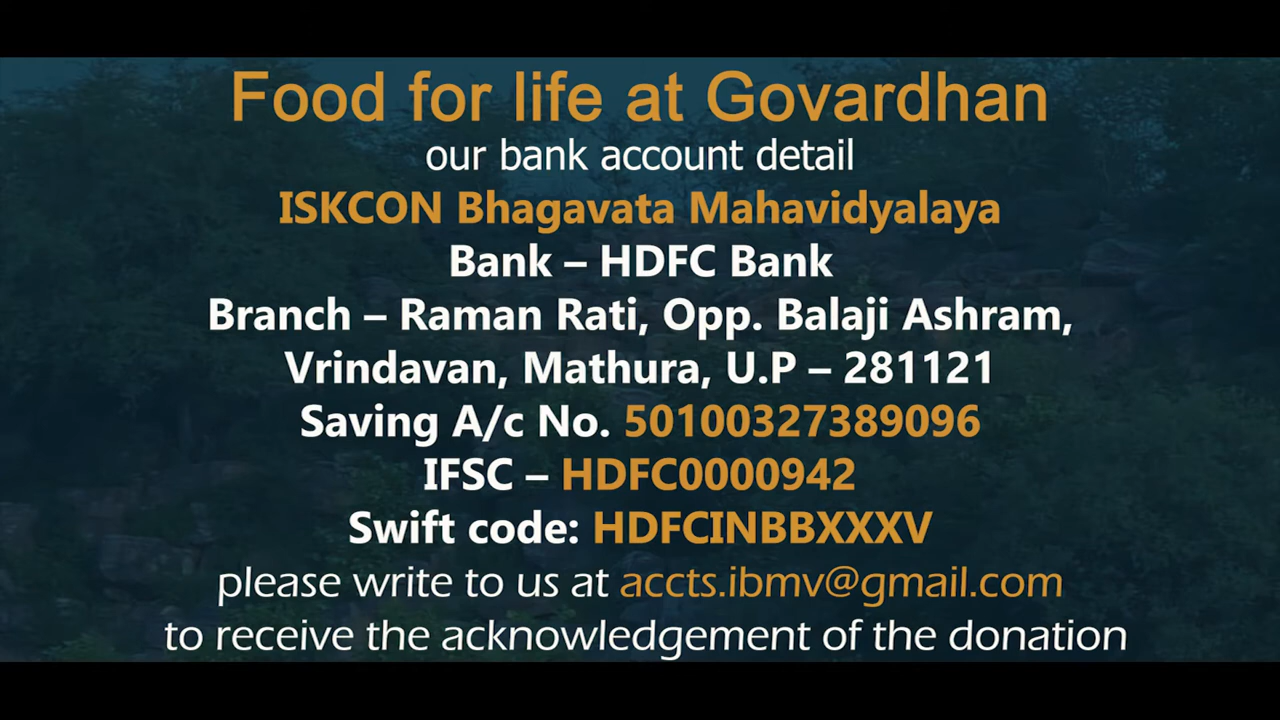 Food for life at Govardhan
our bank account detail
ISKCON Bhagavata Mahavidyalaya
Bank – HDFC Bank
Branch – Raman Rati, Opp. Balaji Ashram,
Vrindavan, Mathura, U.P – 281121
Saving A/c No. 50100327389096
IFSC – HDFC0000942
Swift code: HDFCINBBXXXV
please write to us at accts.ibmv@gmail.com
to receive the acknowledgement of the donation